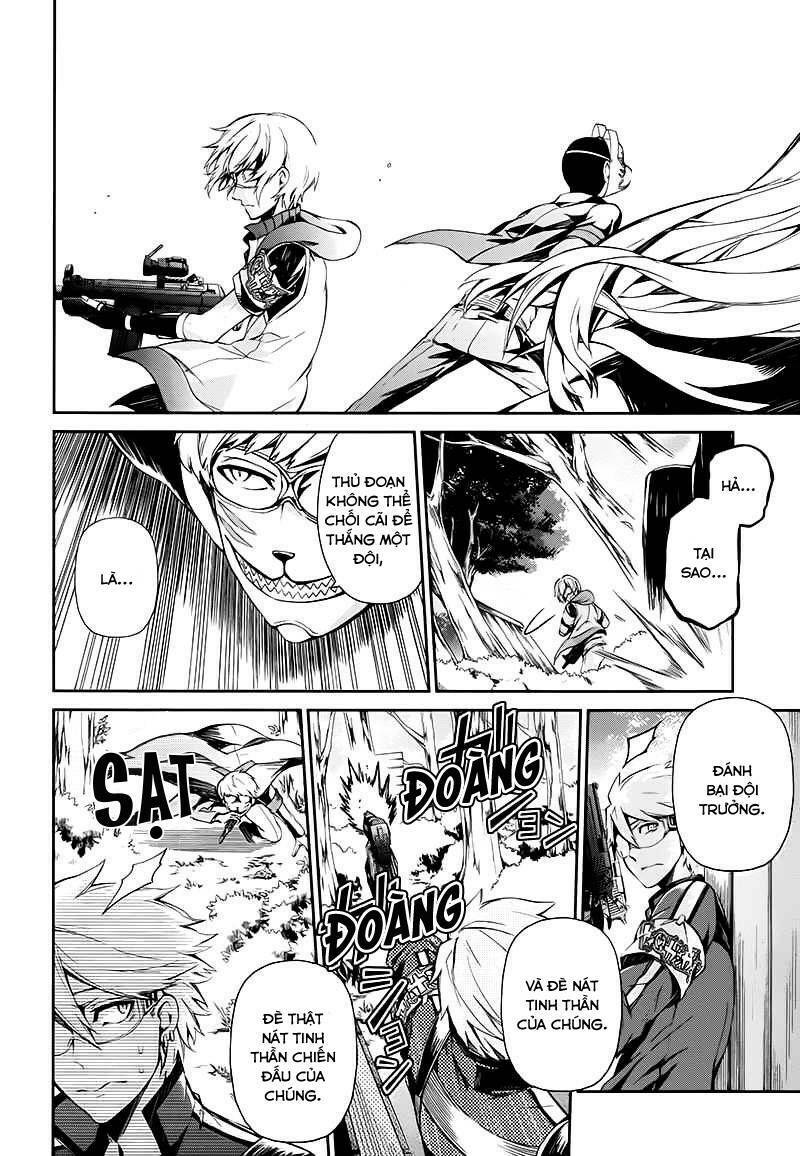 HẢ...
TẠI
SAO...
THỦ ĐOẠN
KHÔNG THỂ
CHỐI CÃI ĐỂ
THẮNG MỘT
ĐỘI,
LÀ...
ĐÁNH
BẠI ĐỘI
TRƯỞNG.
ĐOÀNG
ĐOÀNG
VÀ ĐÈ NÁT
TINH THẦN
CỦA CHÚNG.
SẠT
ĐÈ THẬT
NÁT TINH
THẦN CHIẾN
ĐẤU CỦA
CHÚNG.